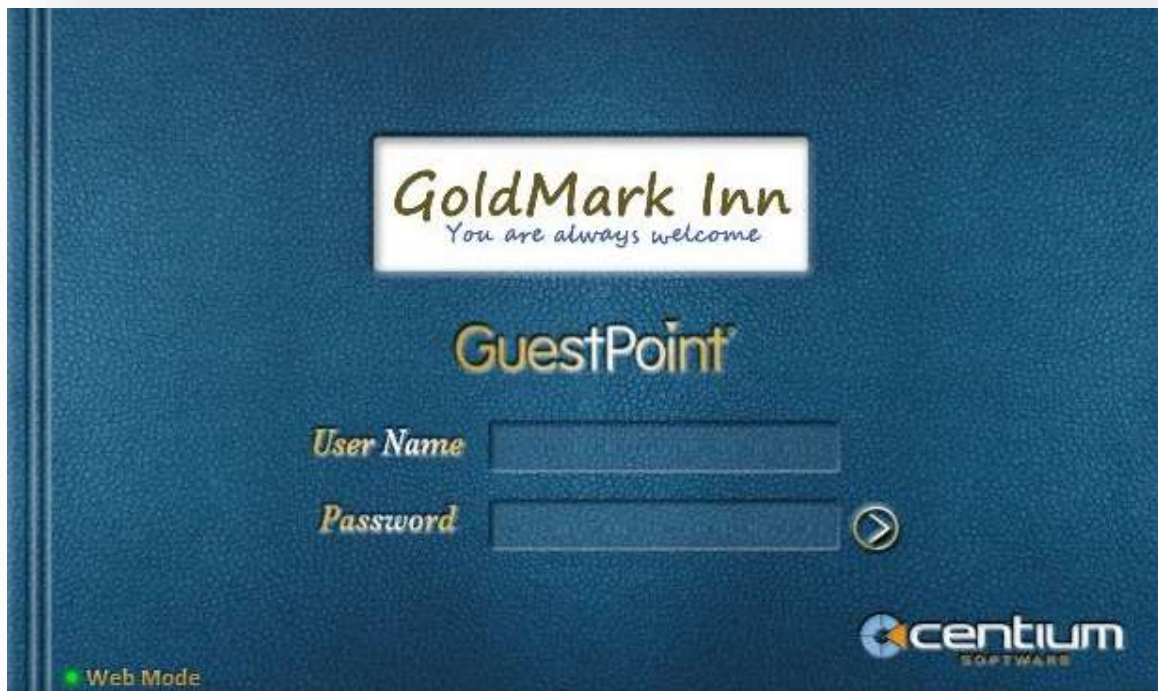 GoldMark Inn
You are always welcome
GuestPoint
User Name
Password
centium
SOFTWARE
Web Mode